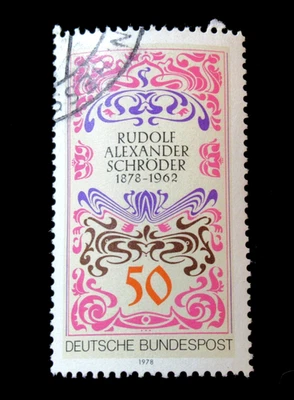 RUDOLF
ALEXANDER
SCHRÖDER
1878–1962
50
DEUTSCHE BUNDESPOST
1978